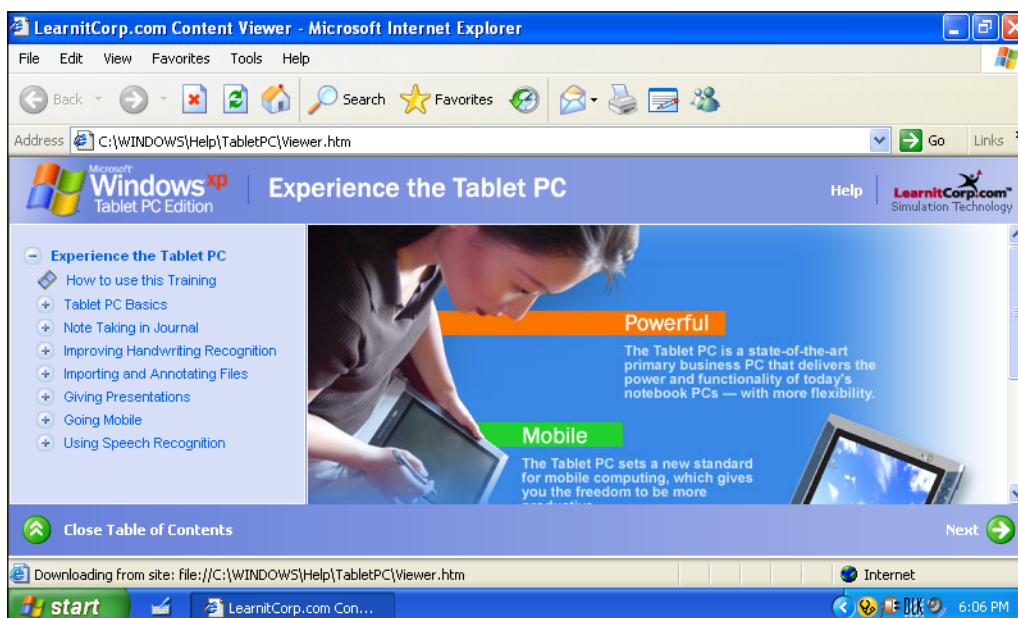 LearnitCorp.com Content Viewer - Microsoft Internet Explorer
File Edit View Favorites Tools Help
Back Search Favorites
Address C:\WINDOWS\Help\TabletPC\Viewer.htm Go Links
Microsoft
Windows xp
Tablet PC Edition
Experience the Tablet PC
Help
LearnitCorp.com™
Simulation Technology
Experience the Tablet PC
How to use this Training
Tablet PC Basics
Note Taking in Journal
Improving Handwriting Recognition
Importing and Annotating Files
Giving Presentations
Going Mobile
Using Speech Recognition
Powerful
The Tablet PC is a state-of-the-art
primary business PC that delivers the
power and functionality of today's
notebook PCs — with more flexibility.
Mobile
The Tablet PC sets a new standard
for mobile computing, which gives
you the freedom to be more
Close Table of Contents
Next
Downloading from site: file://C:\WINDOWS\Help\TabletPC\Viewer.htm
Internet
start
LearnitCorp.com Con...
6:06 PM